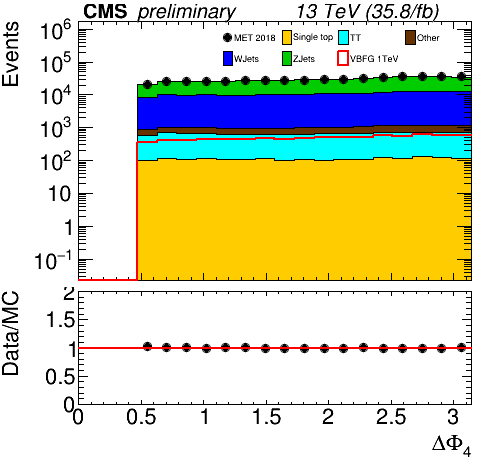 CMS preliminary 13 TeV (35.8/fb)
Events
10⁶
10⁵
10⁴
10³
10²
10
1
10⁻¹
MET 2018 Single top TT Other
WJets ZJets VBFG 1TeV
Data/MC
2
1.5
1
0.5
0
0 0.5 1 1.5 2 2.5 3
ΔΦ₄